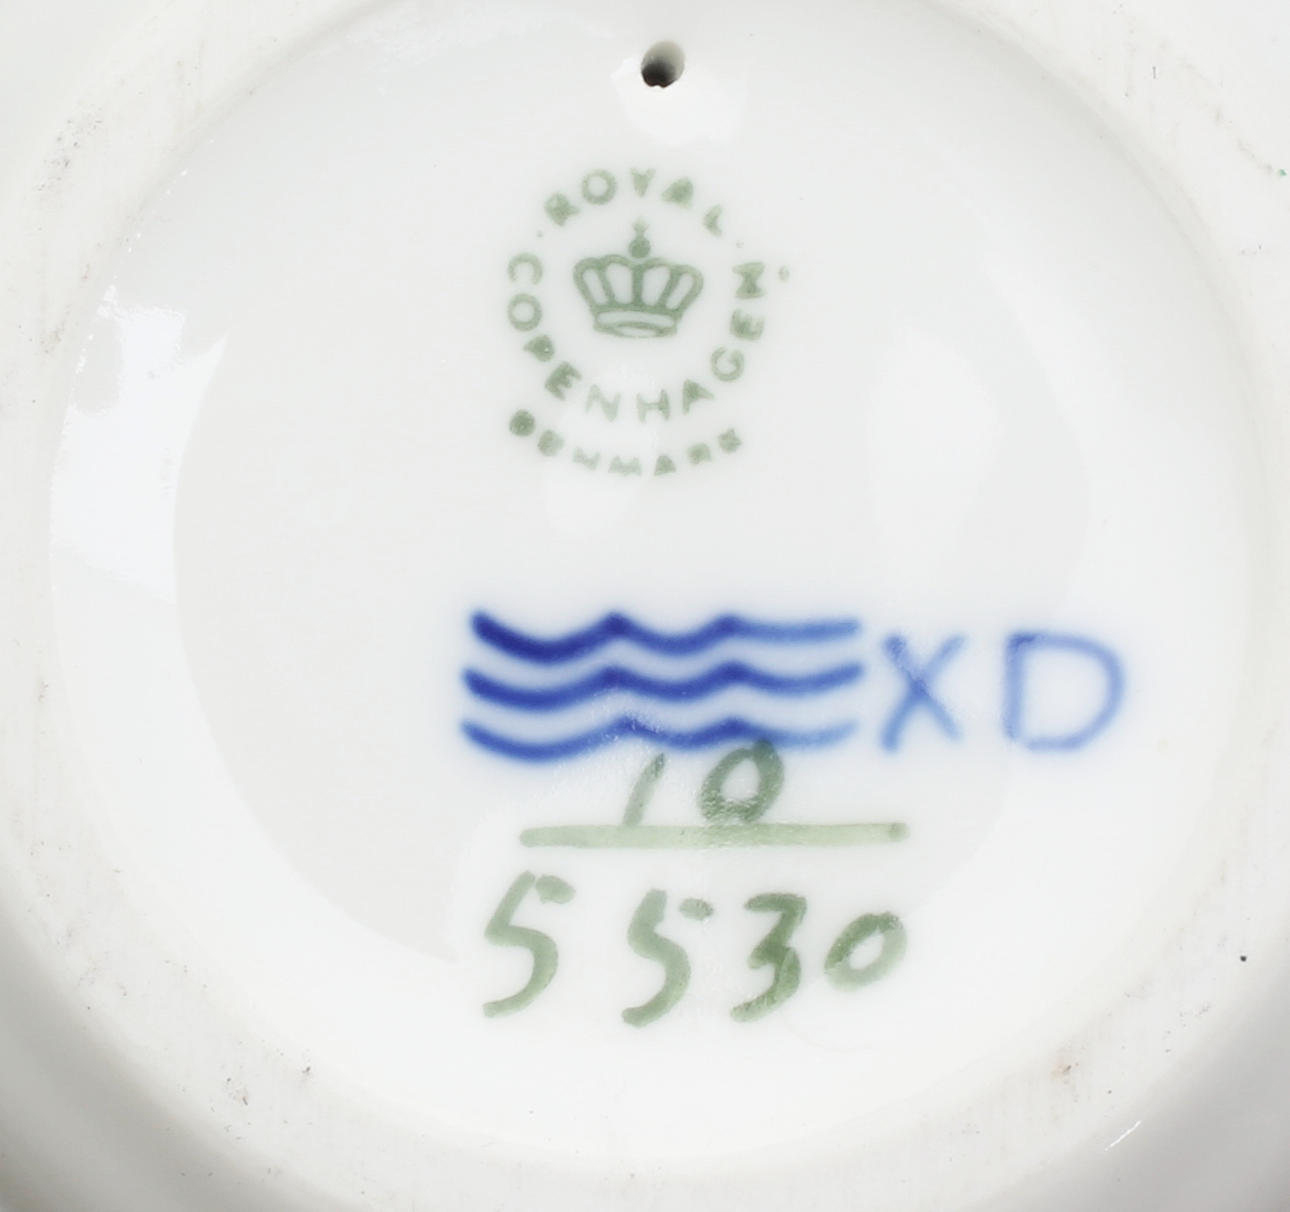 ROYAL
COPENHAGEN
DENMARK
XD
10
5530